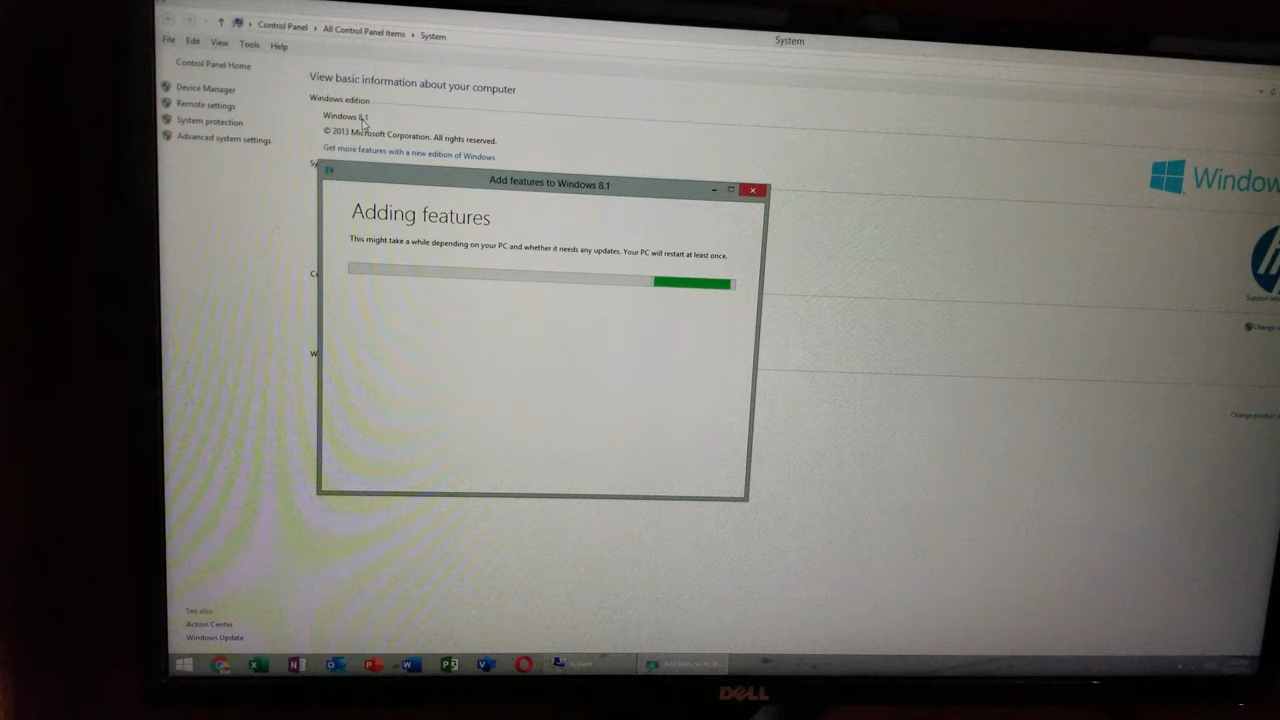 Control Panel
All Control Panel Items
System
System
File Edit View Tools Help
Control Panel Home
Device Manager
Remote settings
System protection
Advanced system settings
View basic information about your computer
Windows edition
Windows 8.1
© 2013 Microsoft Corporation. All rights reserved.
Get more features with a new edition of Windows
Add features to Windows 8.1
Adding features
This might take a while depending on your PC and whether it needs any updates. Your PC will restart at least once.
See also
Action Center
Windows Update
System
DELL